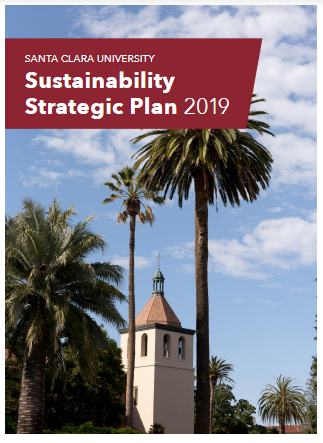 SANTA CLARA UNIVERSITY
Sustainability
Strategic Plan 2019